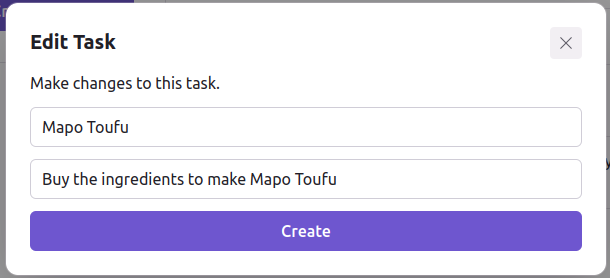 Edit Task
Make changes to this task.
Mapo Toufu
Buy the ingredients to make Mapo Toufu
Create